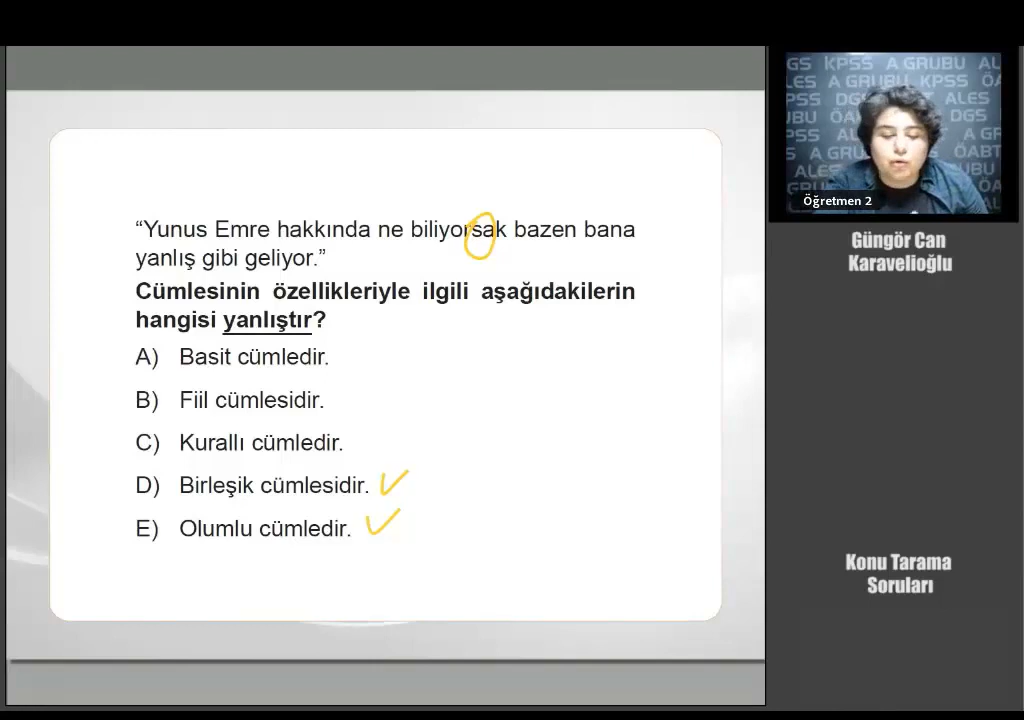 “Yunus Emre hakkında ne biliyorsak bazen bana
yanlış gibi geliyor.”
Cümlesinin özellikleriyle ilgili aşağıdakilerin
hangisi yanlıştır?
A) Basit cümledir.
B) Fiil cümlesidir.
C) Kurallı cümledir.
D) Birleşik cümlesidir.
E) Olumlu cümledir.
Öğretmen 2
Güngör Can
Karavelioğlu
Konu Tarama
Soruları